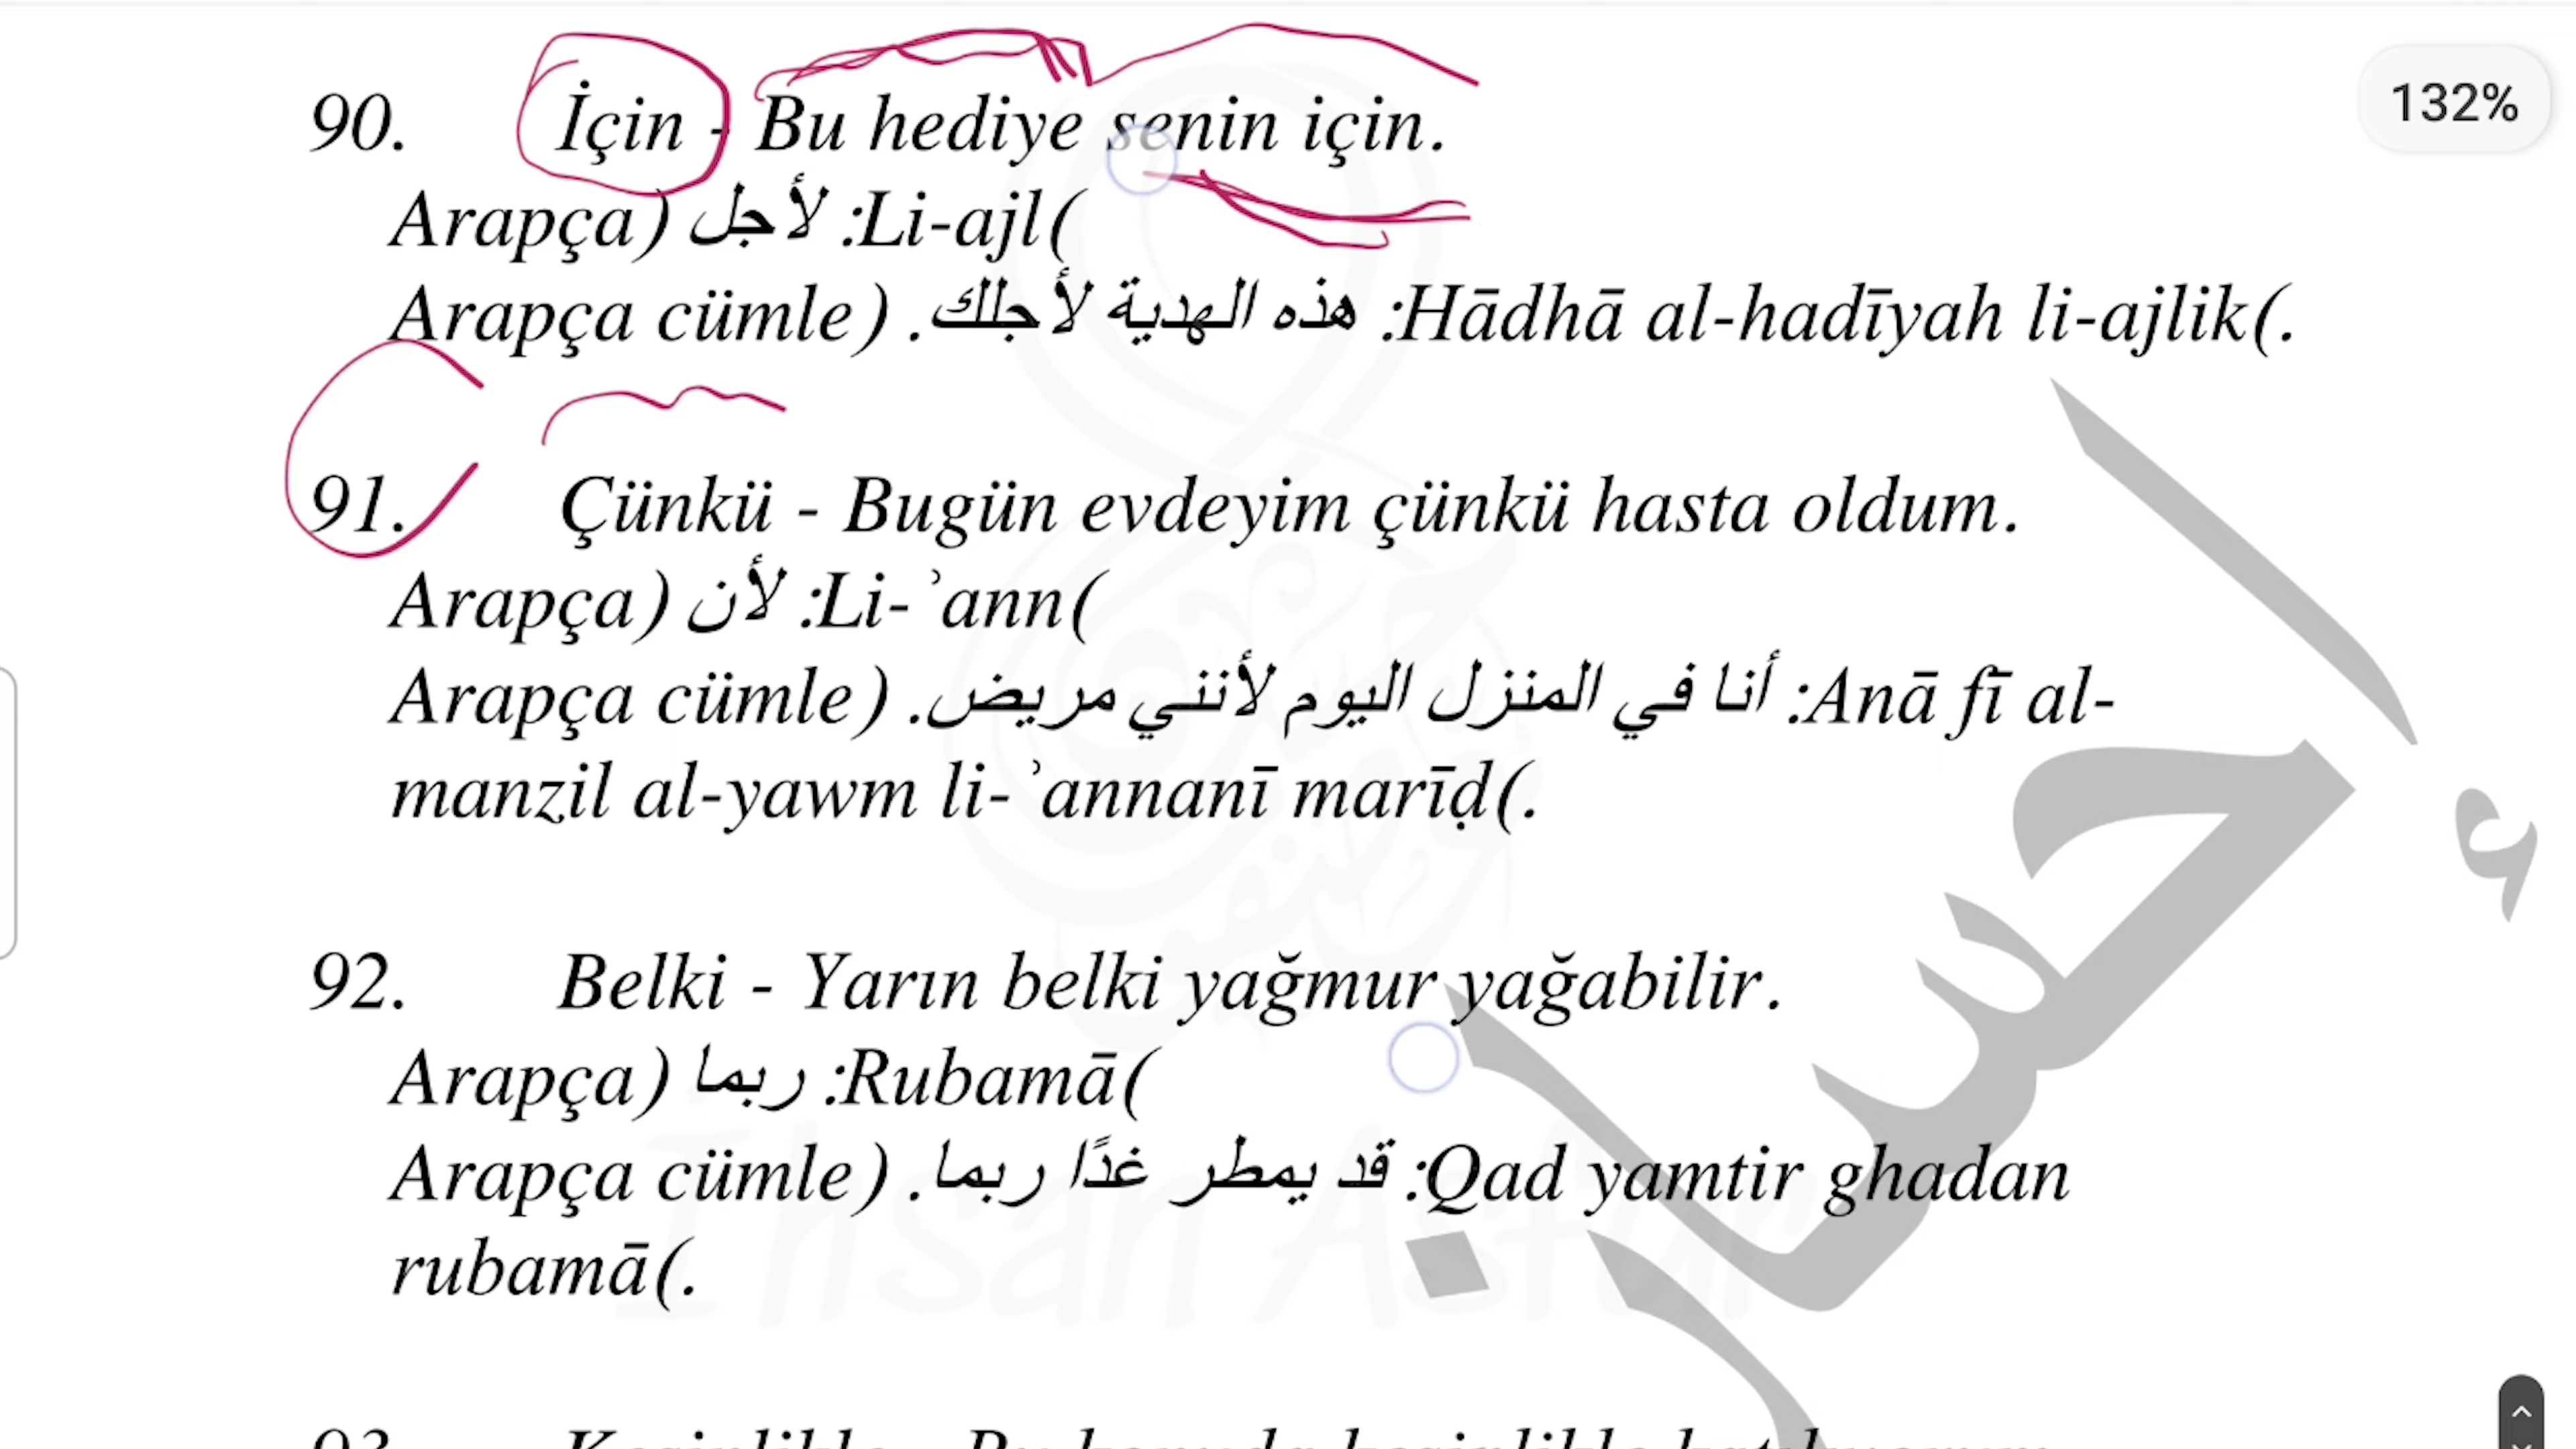 132%
90. İçin - Bu hediye senin için.
Arapça) لأجل :Li-ajl(
Arapça cümle) .هذه الهدية لأجلك :Hādhā al-hadīyah li-ajlik(.
91. Çünkü - Bugün evdeyim çünkü hasta oldum.
Arapça) لأن :Li-ʾann(
Arapça cümle) .أنا في المنزل اليوم لأنني مريض :Anā fī al-
manzil al-yawm li-ʾannanī marīḍ(.
92. Belki - Yarın belki yağmur yağabilir.
Arapça) ربما :Rubamā(
Arapça cümle) .قد يمطر غدًا ربما :Qad yamtir ghadan
rubamā(.
İhsan Astur